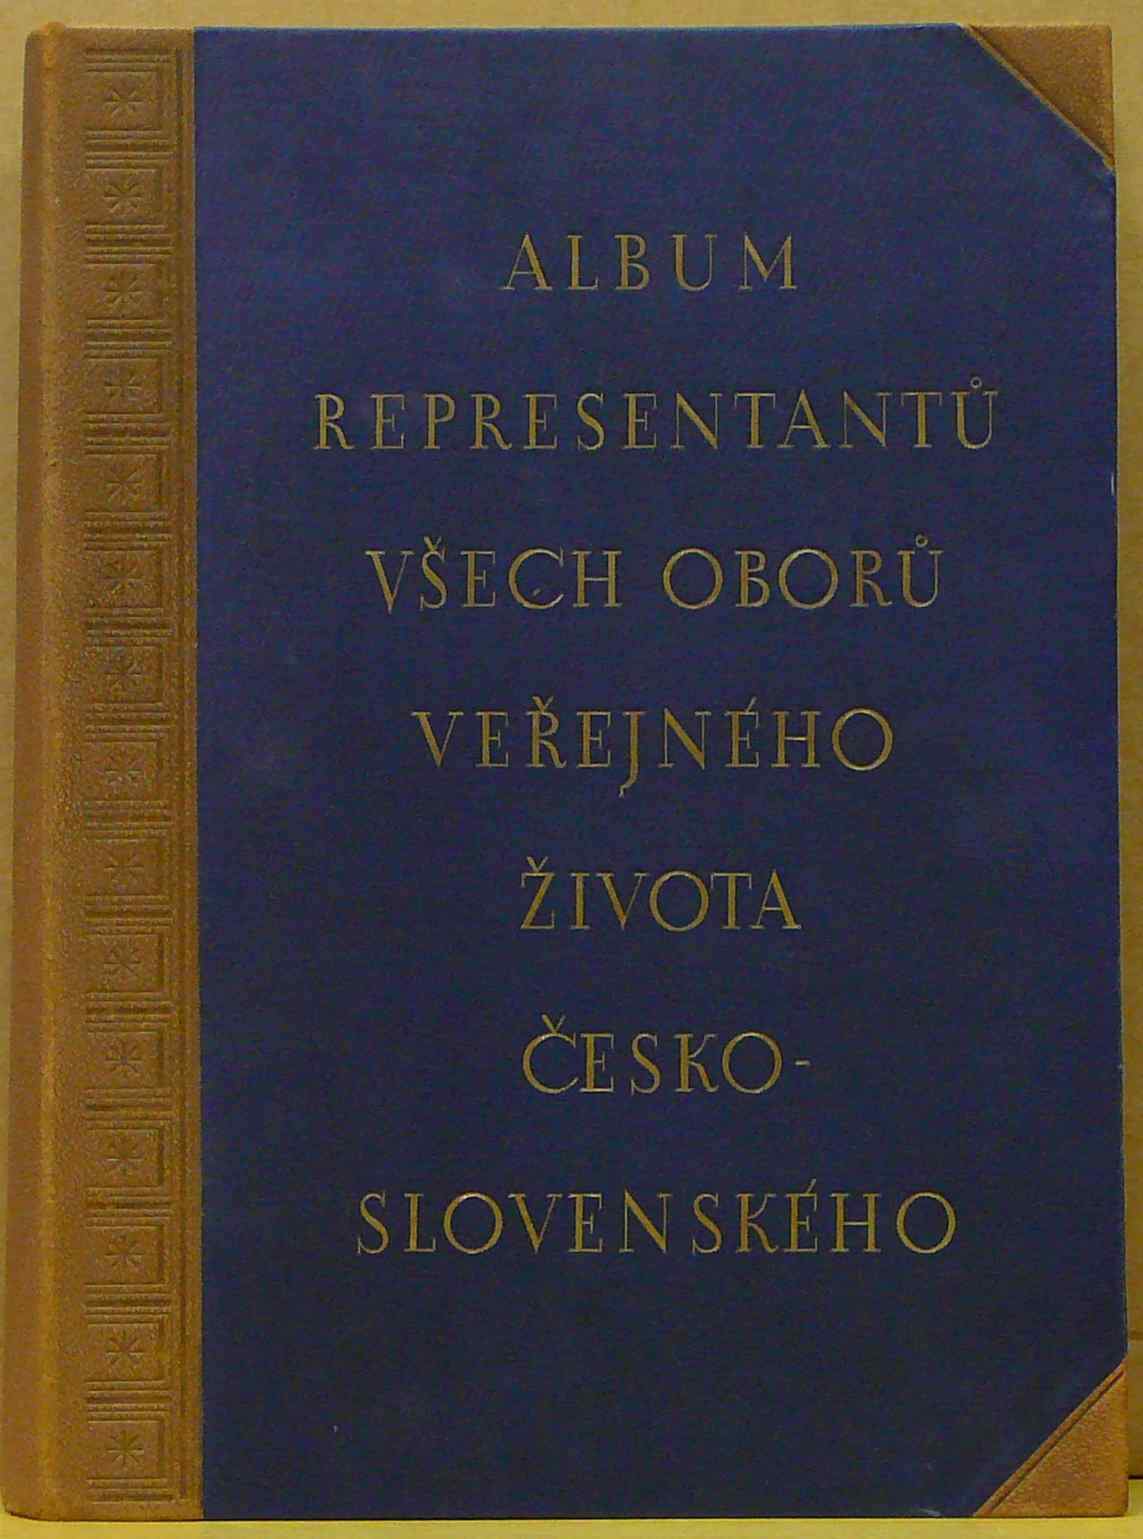 ALBUM
REPRESENTANTŮ
VŠECH OBORŮ
VEŘEJNÉHO
ŽIVOTA
ČESKO-
SLOVENSKÉHO